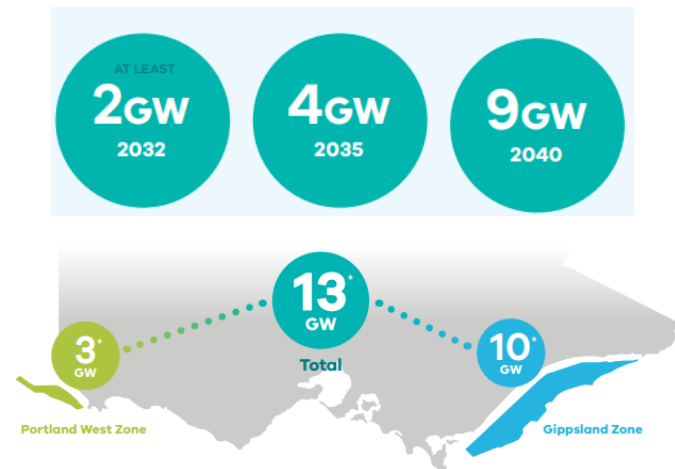 AT LEAST
2GW
2032
4GW
2035
9GW
2040
13*
GW
Total
3*
GW
10*
GW
Portland West Zone
Gippsland Zone